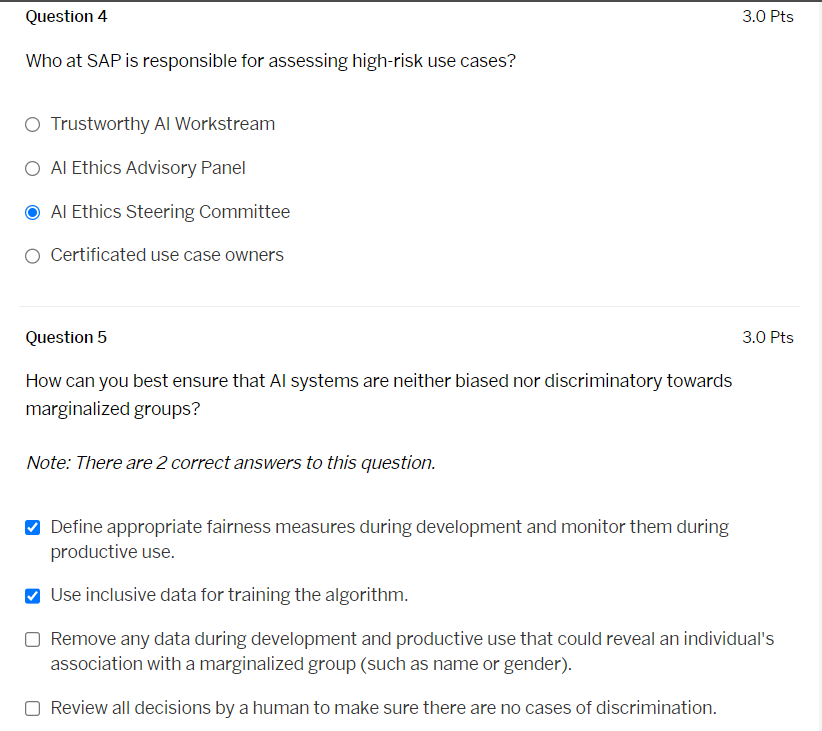 Question 4
3.0 Pts
Who at SAP is responsible for assessing high-risk use cases?
Trustworthy AI Workstream
AI Ethics Advisory Panel
AI Ethics Steering Committee
Certificated use case owners
Question 5
3.0 Pts
How can you best ensure that AI systems are neither biased nor discriminatory towards
marginalized groups?
Note: There are 2 correct answers to this question.
Define appropriate fairness measures during development and monitor them during
productive use.
Use inclusive data for training the algorithm.
Remove any data during development and productive use that could reveal an individual's
association with a marginalized group (such as name or gender).
Review all decisions by a human to make sure there are no cases of discrimination.